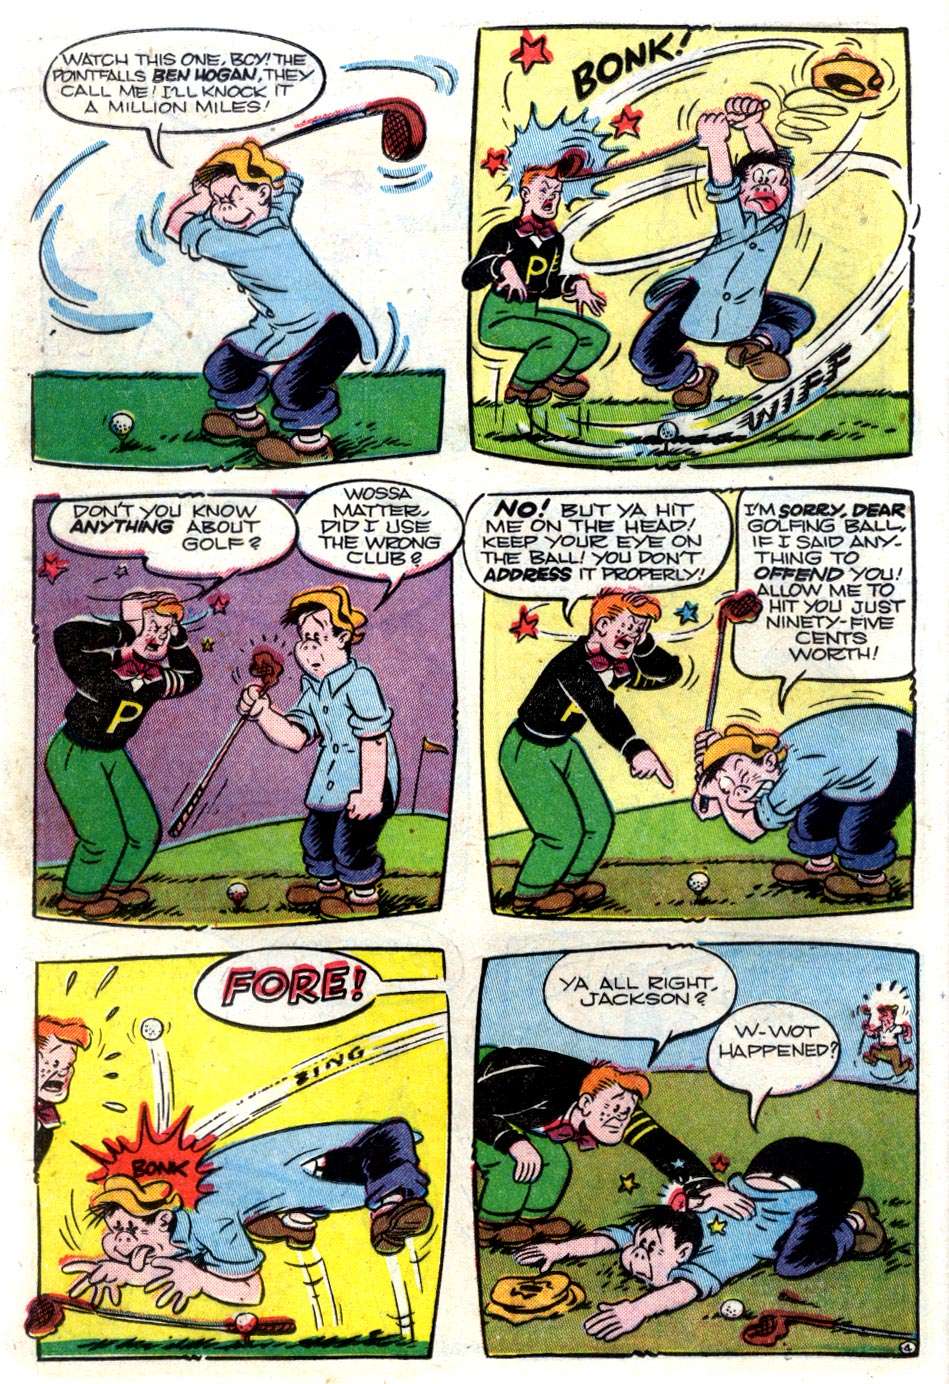 WATCH THIS ONE, BOY! THE
POINTFALLS BEN HOGAN, THEY
CALL ME! I'LL KNOCK IT
A MILLION MILES!
BONK!
P
WIFF
DON'T YOU KNOW
ANYTHING ABOUT
GOLF?
WOSSA
MATTER,
DID I USE
THE WRONG
CLUB?
P
NO! BUT YA HIT
ME ON THE HEAD!
KEEP YOUR EYE ON
THE BALL! YOU DON'T
ADDRESS IT PROPERLY!
I'M SORRY, DEAR
GOLFING BALL,
IF I SAID ANY-
THING TO
OFFEND YOU!
ALLOW ME TO
HIT YOU JUST
NINETY-FIVE
CENTS
WORTH!
P
FORE!
ZING
BONK
YA ALL RIGHT,
JACKSON?
W-WOT
HAPPENED?
4